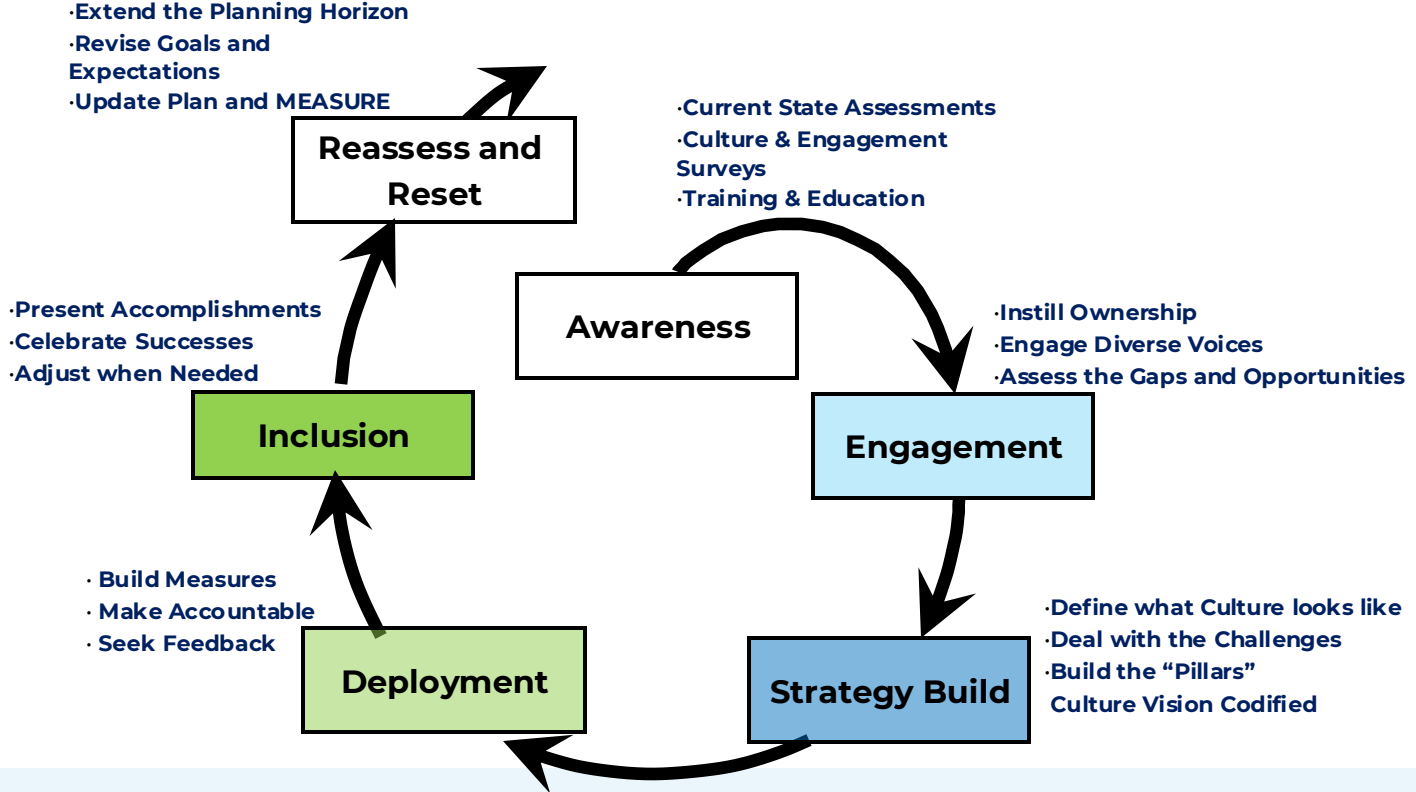 ·Extend the Planning Horizon
·Revise Goals and
Expectations
·Update Plan and MEASURE
Reassess and
Reset
·Current State Assessments
·Culture & Engagement
Surveys
·Training & Education
Awareness
·Instill Ownership
·Engage Diverse Voices
·Assess the Gaps and Opportunities
Engagement
·Present Accomplishments
·Celebrate Successes
·Adjust when Needed
Inclusion
· Build Measures
· Make Accountable
· Seek Feedback
Deployment
·Define what Culture looks like
·Deal with the Challenges
·Build the “Pillars”
Culture Vision Codified
Strategy Build